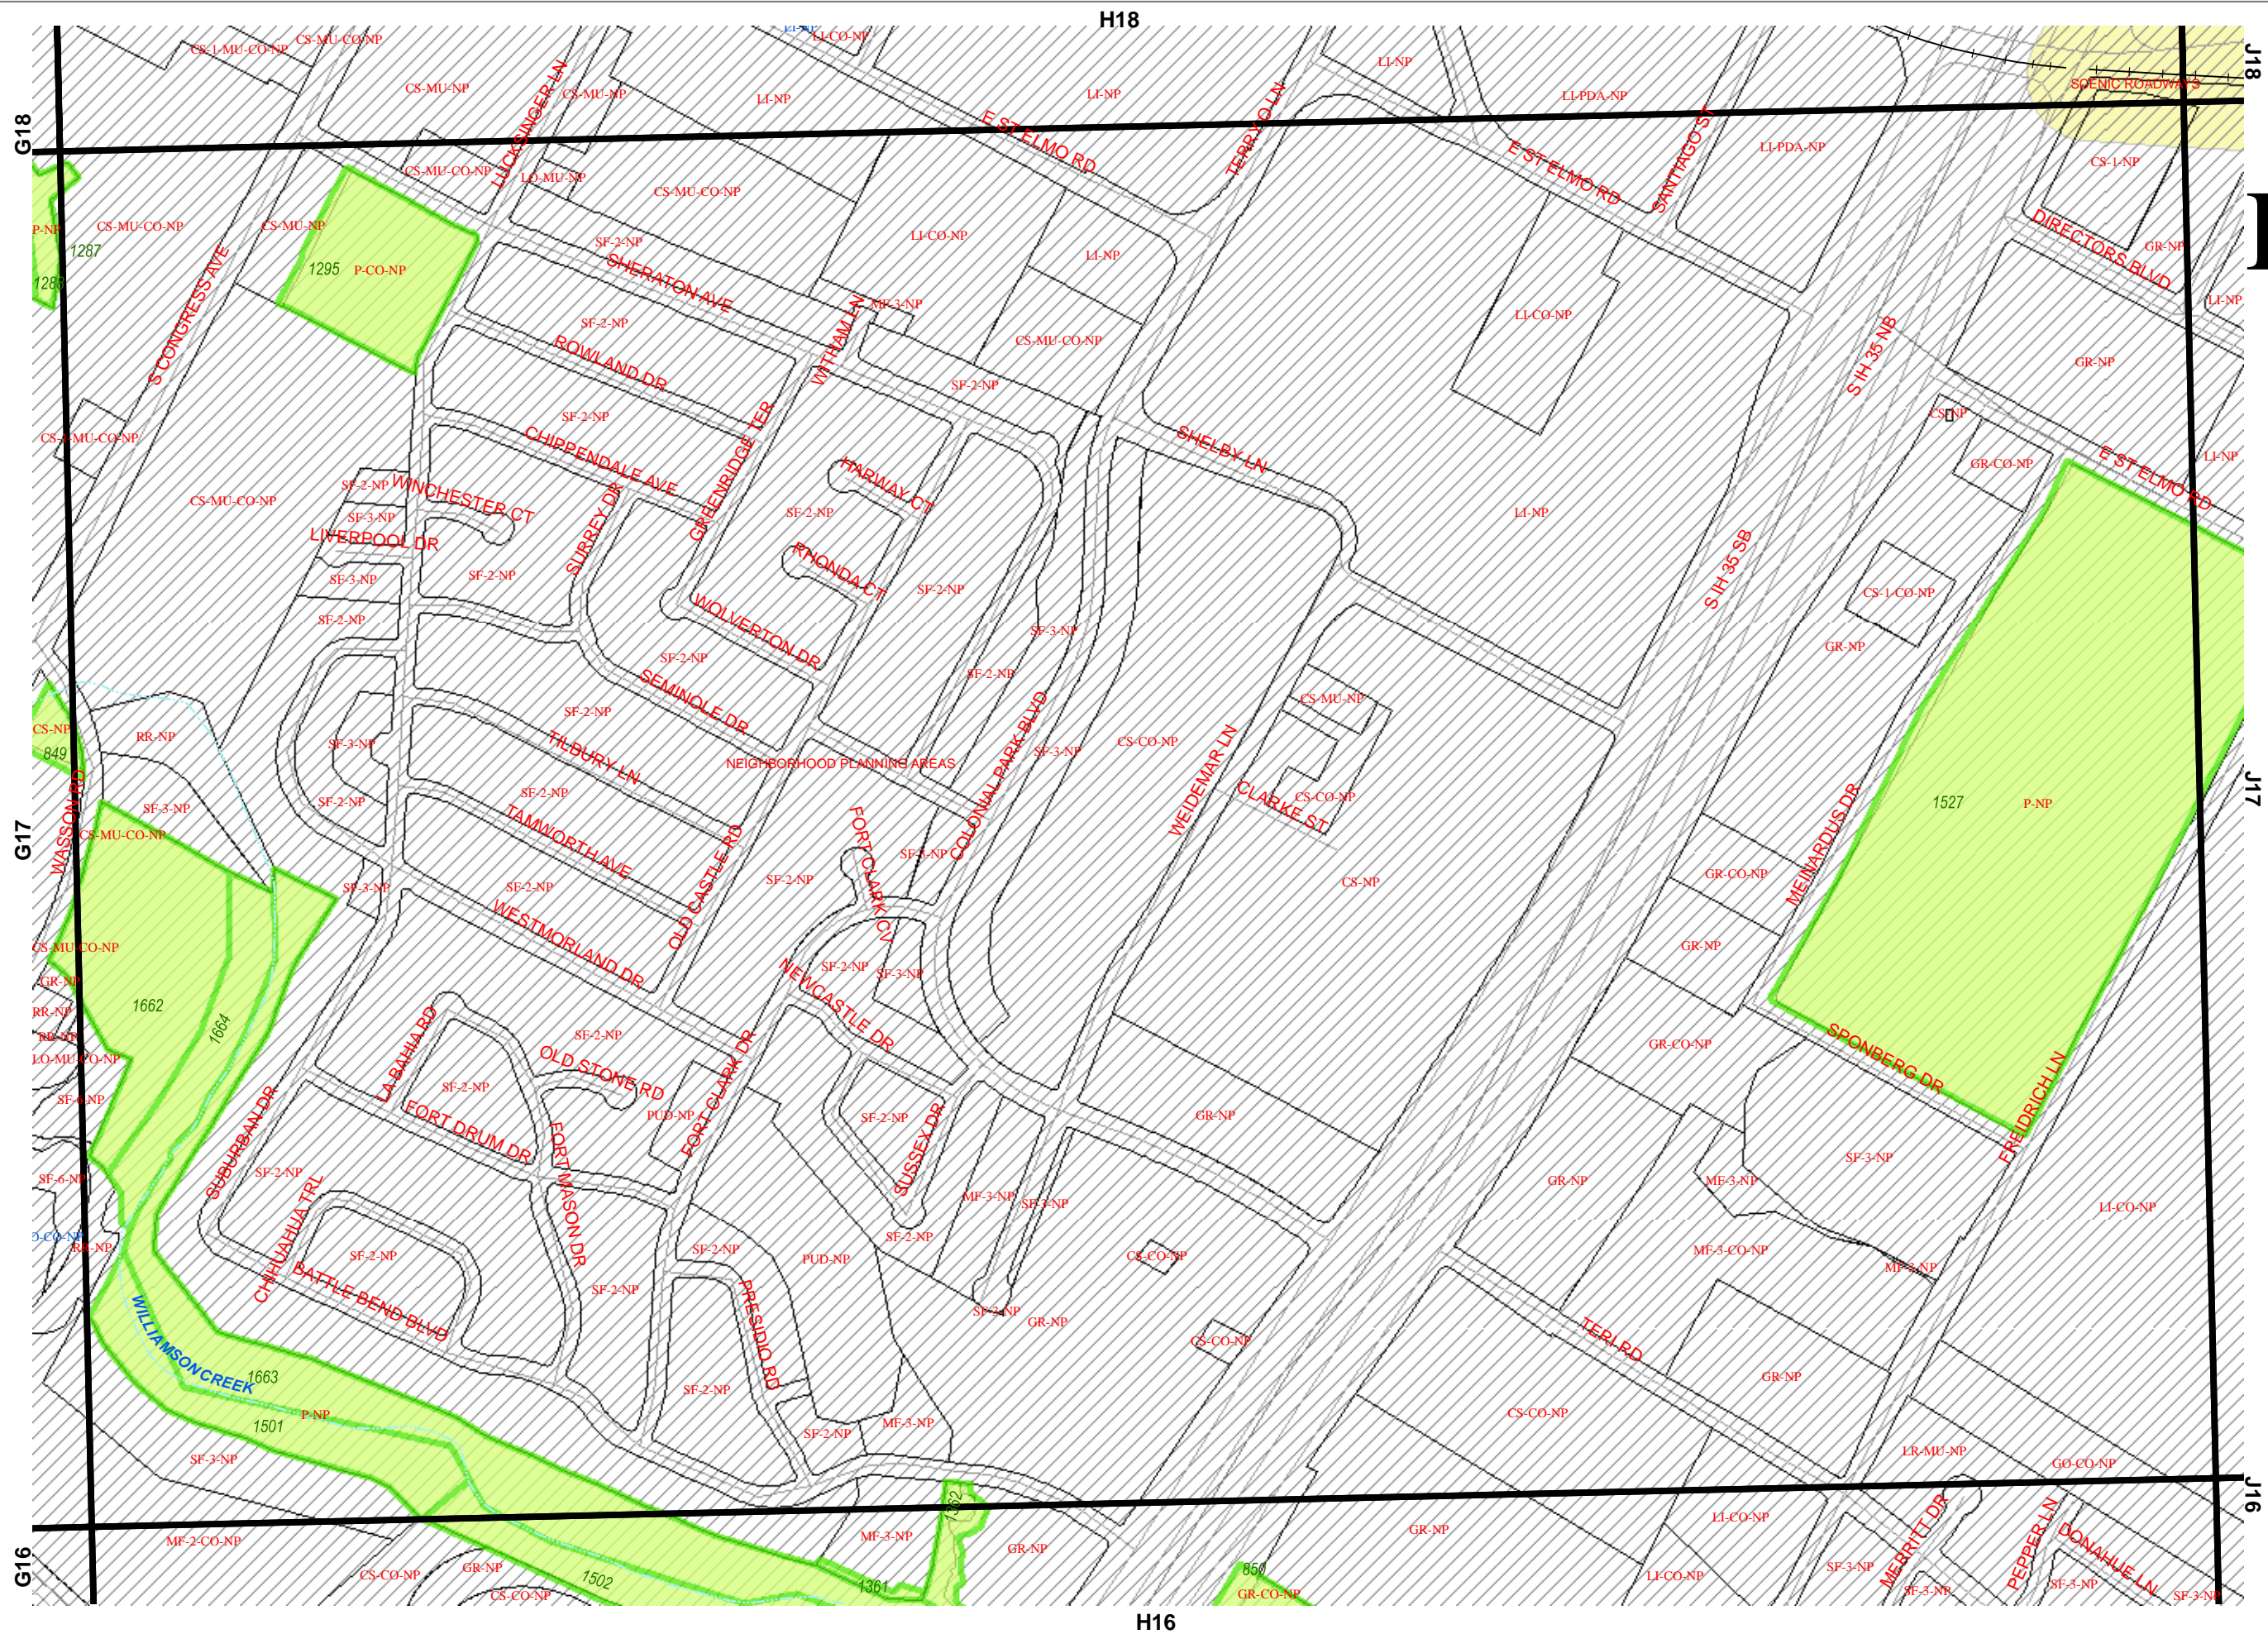 H18
CS-1-MU-CO-NP
CS-MU-CO-NP
LI-NP
LI-CO-NP
J18
CS-MU-NP
CS-MU-NP
LI-NP
LI-NP
LI-NP
LI-PDA-NP
SCENIC ROADWAYS
G18
LUCKSINGER LN
E ST ELMO RD
TERRY O LN
E ST ELMO RD
SANTIAGO ST
LI-PDA-NP
CS-1-NP
CS-MU-CO-NP
LO-MU-NP
CS-MU-CO-NP
P-NP
1287
1288
CS-MU-CO-NP
CS-MU-NP
1295
P-CO-NP
SF-2-NP
SHERATON AVE
LI-CO-NP
LI-NP
DIRECTORS BLVD
GR-NP
LI-NP
S CONGRESS AVE
SF-2-NP
ROWLAND DR
WITHAM LN
MF-3-NP
CS-MU-CO-NP
LI-CO-NP
S IH 35 NB
GR-NP
SF-2-NP
SF-2-NP
CHIPPENDALE AVE
GREENRIDGE TER
SHELBY LN
CS-NP
GR-CO-NP
E ST ELMO RD
LI-NP
CS-1-MU-CO-NP
CS-MU-CO-NP
SF-2-NP
WINCHESTER CT
SF-3-NP
LIVERPOOL DR
SURREY DR
HARWAY CT
SF-2-NP
LI-NP
RHONDA CT
SF-3-NP
SF-2-NP
SF-2-NP
S IH 35 SB
CS-1-CO-NP
SF-2-NP
WOLVERTON DR
SF-3-NP
GR-NP
SF-2-NP
SEMINOLE DR
SF-2-NP
CS-MU-NP
SF-2-NP
TILBURY LN
COLONIAL PARK BLVD
CS-NP
849
RR-NP
SF-3-NP
NEIGHBORHOOD PLANNING AREAS
SF-3-NP
CS-CO-NP
WEIDEMAR LN
WASSON RD
SF-3-NP
CS-MU-CO-NP
SF-2-NP
SF-2-NP
TAMWORTH AVE
CLARKE ST
CS-CO-NP
MEINARDUS DR
1527
P-NP
J17
G17
FORT CLARK CV
SF-3-NP
SF-3-NP
SF-2-NP
OLD CASTLE RD
SF-2-NP
CS-NP
GR-CO-NP
WESTMORLAND DR
GR-NP
CS-MU-CO-NP
GR-NP
1662
1664
RR-NP
RR-NP
LO-MU-CO-NP
SF-2-NP
SF-3-NP
NEWCASTLE DR
SF-2-NP
OLD STONE RD
LA BAHIA RD
SF-2-NP
GR-CO-NP
SPONBERG DR
FREIDRICH LN
SF-6-NP
FORT DRUM DR
PUD-NP
FORT CLARK DR
SF-2-NP
GR-NP
SUBURBAN DR
FORT MASON DR
SUSSEX DR
SF-3-NP
SF-6-NP
SF-2-NP
MF-3-NP
SF-3-NP
GR-NP
MF-3-NP
LI-CO-NP
O-CO-NP
RR-NP
CHIHUAHUA TRL
SF-2-NP
SF-2-NP
PUD-NP
SF-2-NP
CS-CO-NP
MF-3-CO-NP
MF-3-NP
BATTLE BEND BLVD
SF-2-NP
PRESIDIO RD
SF-3-NP
GR-NP
CS-CO-NP
TERI RD
WILLIAMSON CREEK
1663
SF-2-NP
GR-NP
P-NP
1501
SF-2-NP
MF-3-NP
CS-CO-NP
SF-3-NP
LR-MU-NP
GO-CO-NP
1362
J16
MF-2-CO-NP
CS-CO-NP
GR-NP
CS-CO-NP
1502
1361
MF-3-NP
GR-NP
850
GR-CO-NP
GR-NP
LI-CO-NP
LI-CO-NP
SF-3-NP
MEBRITT DR
SF-3-NP
PEPPER LN
DONAHUE LN
SF-3-NP
SF-3-NP
G16
H16